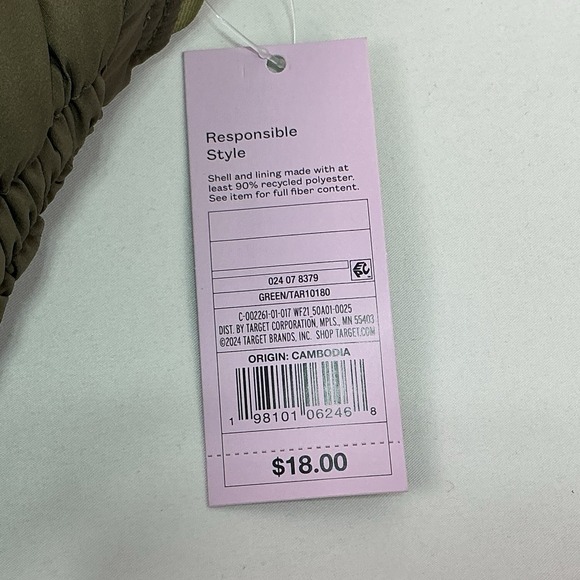 Responsible
Style
Shell and lining made with at
least 90% recycled polyester.
See item for full fiber content.
024 07 8379
GREEN/TAR10180
C-002261-01-017 WF21_50A01-0025
DIST. BY TARGET CORPORATION, MPLS., MN 55403
©2024 TARGET BRANDS, INC. SHOP TARGET.COM
ORIGIN: CAMBODIA
1 98101 06246 8
$18.00